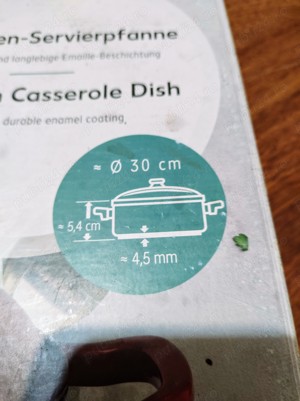 en-Servierpfanne
nd langlebige Emaille-Beschichtung
Casserole Dish
durable enamel coating,
≈ Ø 30 cm
≈ 5,4 cm
≈ 4,5 mm